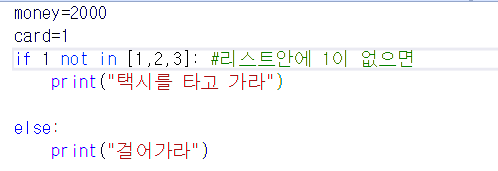 money=2000
card=1
if 1 not in [1,2,3]: #리스트안에 1이 없으면
    print("택시를 타고 가라")
else:
    print("걸어가라")